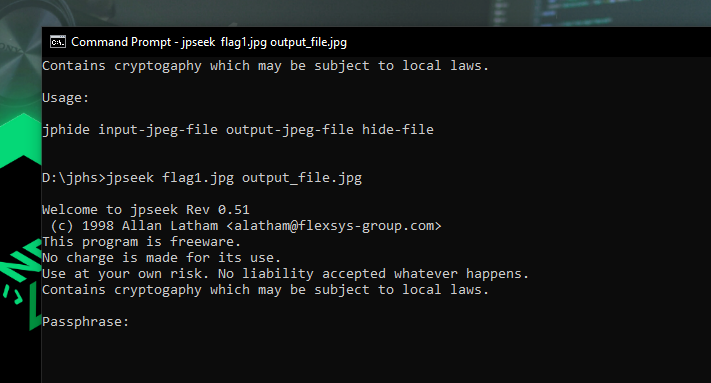 Command Prompt - jpseek flag1.jpg output_file.jpg
Contains cryptogaphy which may be subject to local laws.
Usage:
jphide input-jpeg-file output-jpeg-file hide-file
D:\jphs>jpseek flag1.jpg output_file.jpg
Welcome to jpseek Rev 0.51
(c) 1998 Allan Latham <alatham@flexsys-group.com>
This program is freeware.
No charge is made for its use.
Use at your own risk. No liability accepted whatever happens.
Contains cryptogaphy which may be subject to local laws.
Passphrase: